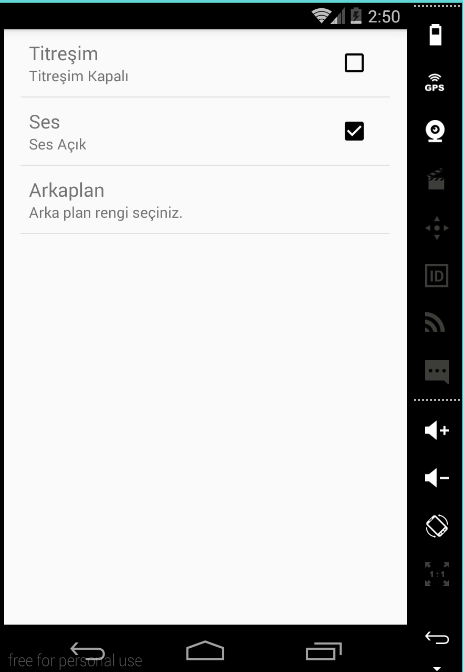 2:50
Titreşim
Titreşim Kapalı
Ses
Ses Açık
Arkaplan
Arka plan rengi seçiniz.
GPS
ID
1:1
free for personal use